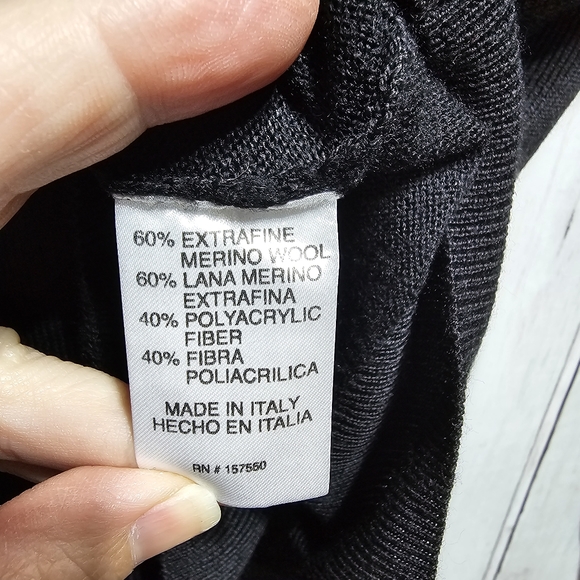 60% EXTRAFINE
MERINO WOOL
60% LANA MERINO
EXTRAFINA
40% POLYACRYLIC
FIBER
40% FIBRA
POLIACRILICA
MADE IN ITALY
HECHO EN ITALIA
RN # 157550